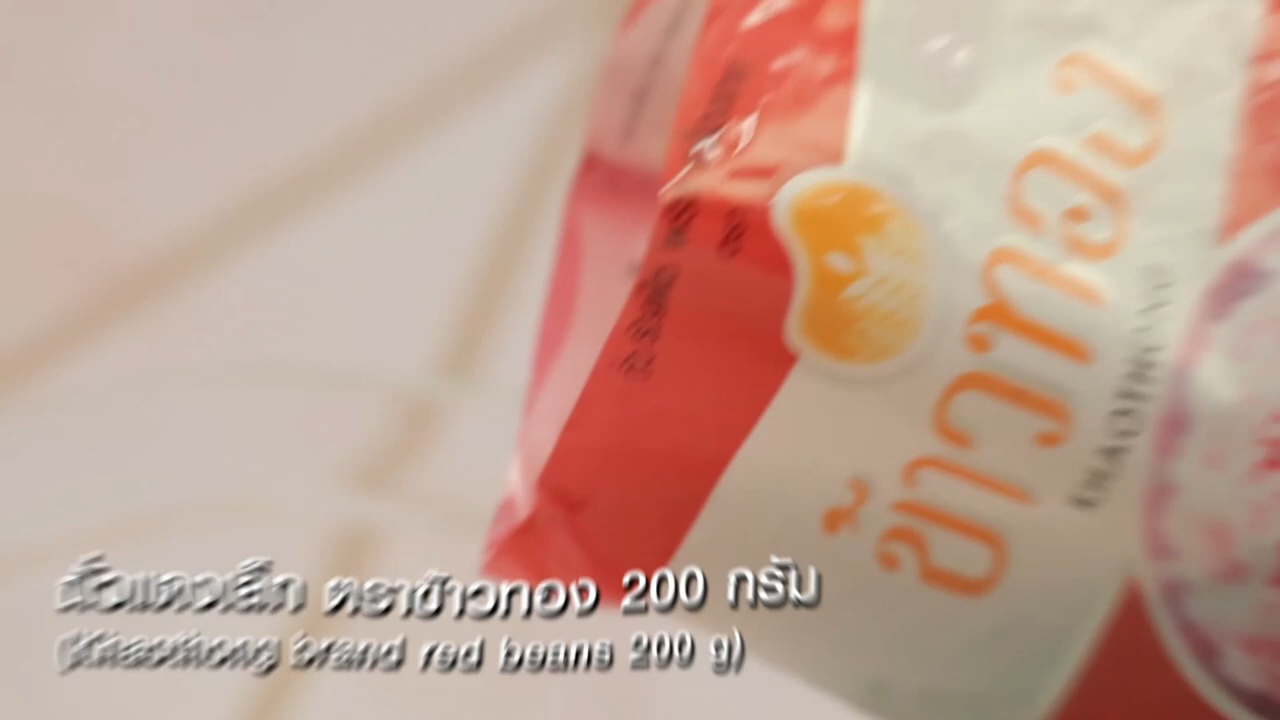 ข้าวทอง
KHAOTHONG
ถั่วแดงเล็ก ตราข้าวทอง 200 กรัม
(Khaothong brand red beans 200 g)